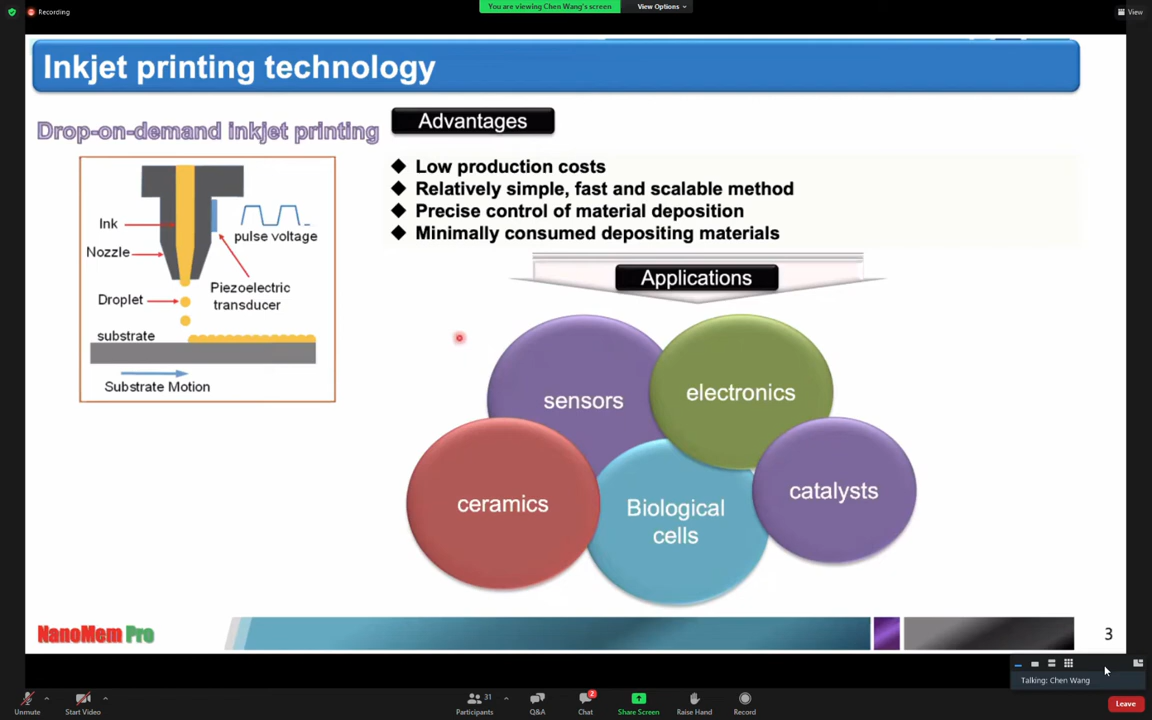 Recording
You are viewing Chen Wang's screen
View Options
View
Inkjet printing technology
Drop-on-demand inkjet printing
Ink
Nozzle
pulse voltage
Piezoelectric
transducer
Droplet
substrate
Substrate Motion
Advantages
Low production costs
Relatively simple, fast and scalable method
Precise control of material deposition
Minimally consumed depositing materials
Applications
sensors
electronics
ceramics
Biological
cells
catalysts
NanoMem Pro
3
Talking: Chen Wang
Unmute
Start Video
31
Participants
Q&A
2
Chat
Share Screen
Raise Hand
Record
Leave